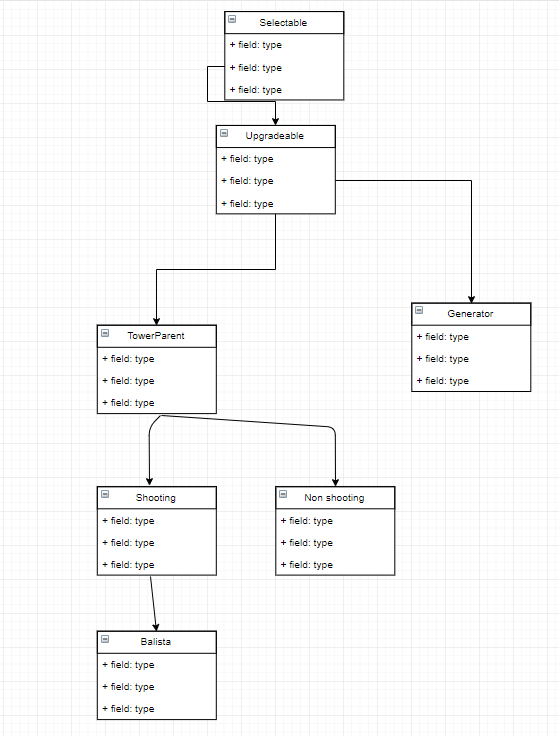 Selectable
+ field: type
+ field: type
+ field: type
Upgradeable
+ field: type
+ field: type
+ field: type
Generator
+ field: type
+ field: type
+ field: type
TowerParent
+ field: type
+ field: type
+ field: type
Shooting
+ field: type
+ field: type
+ field: type
Non shooting
+ field: type
+ field: type
+ field: type
Balista
+ field: type
+ field: type
+ field: type